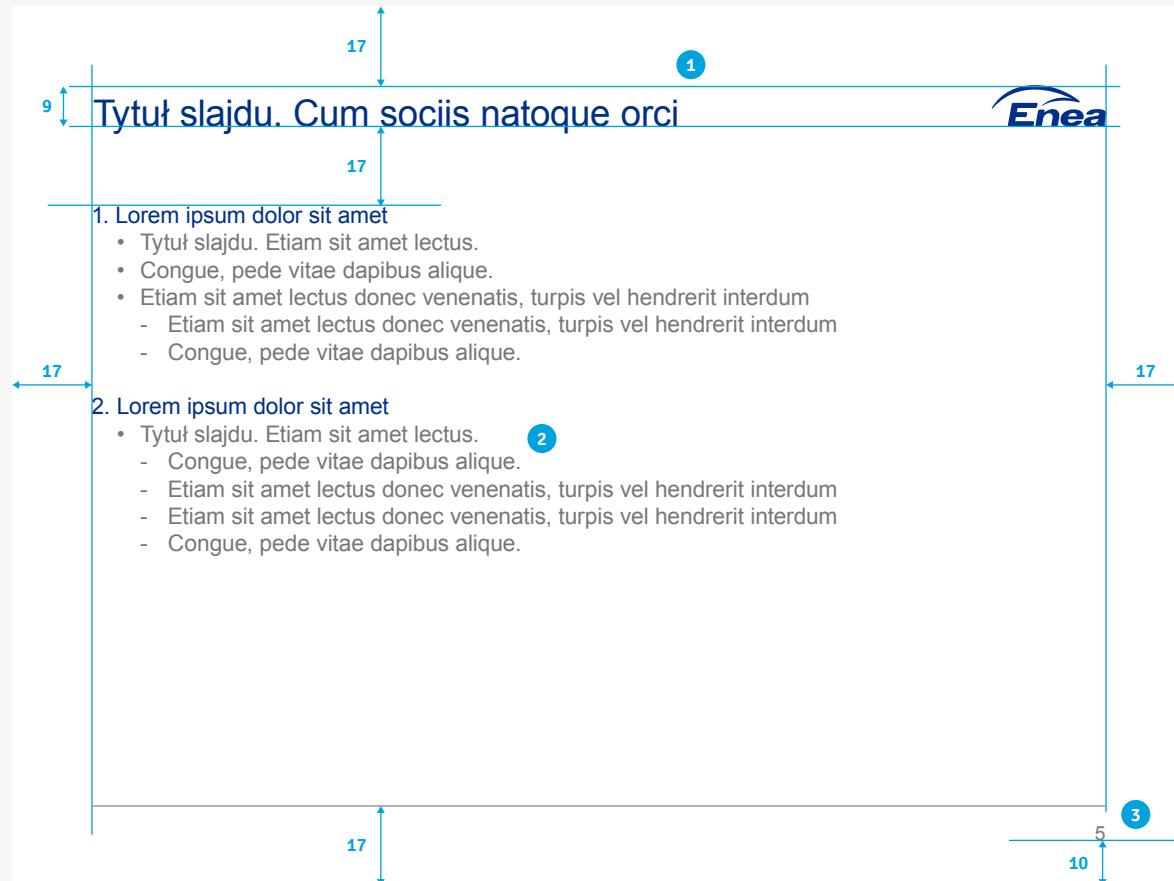 17
1
9
Tytuł slajdu. Cum sociis natoque orci
Enea
17
1. Lorem ipsum dolor sit amet
• Tytuł slajdu. Etiam sit amet lectus.
• Congue, pede vitae dapibus alique.
• Etiam sit amet lectus donec venenatis, turpis vel hendrerit interdum
- Etiam sit amet lectus donec venenatis, turpis vel hendrerit interdum
- Congue, pede vitae dapibus alique.
17
17
2. Lorem ipsum dolor sit amet
• Tytuł slajdu. Etiam sit amet lectus.
2
- Congue, pede vitae dapibus alique.
- Etiam sit amet lectus donec venenatis, turpis vel hendrerit interdum
- Etiam sit amet lectus donec venenatis, turpis vel hendrerit interdum
- Congue, pede vitae dapibus alique.
3
5
17
10